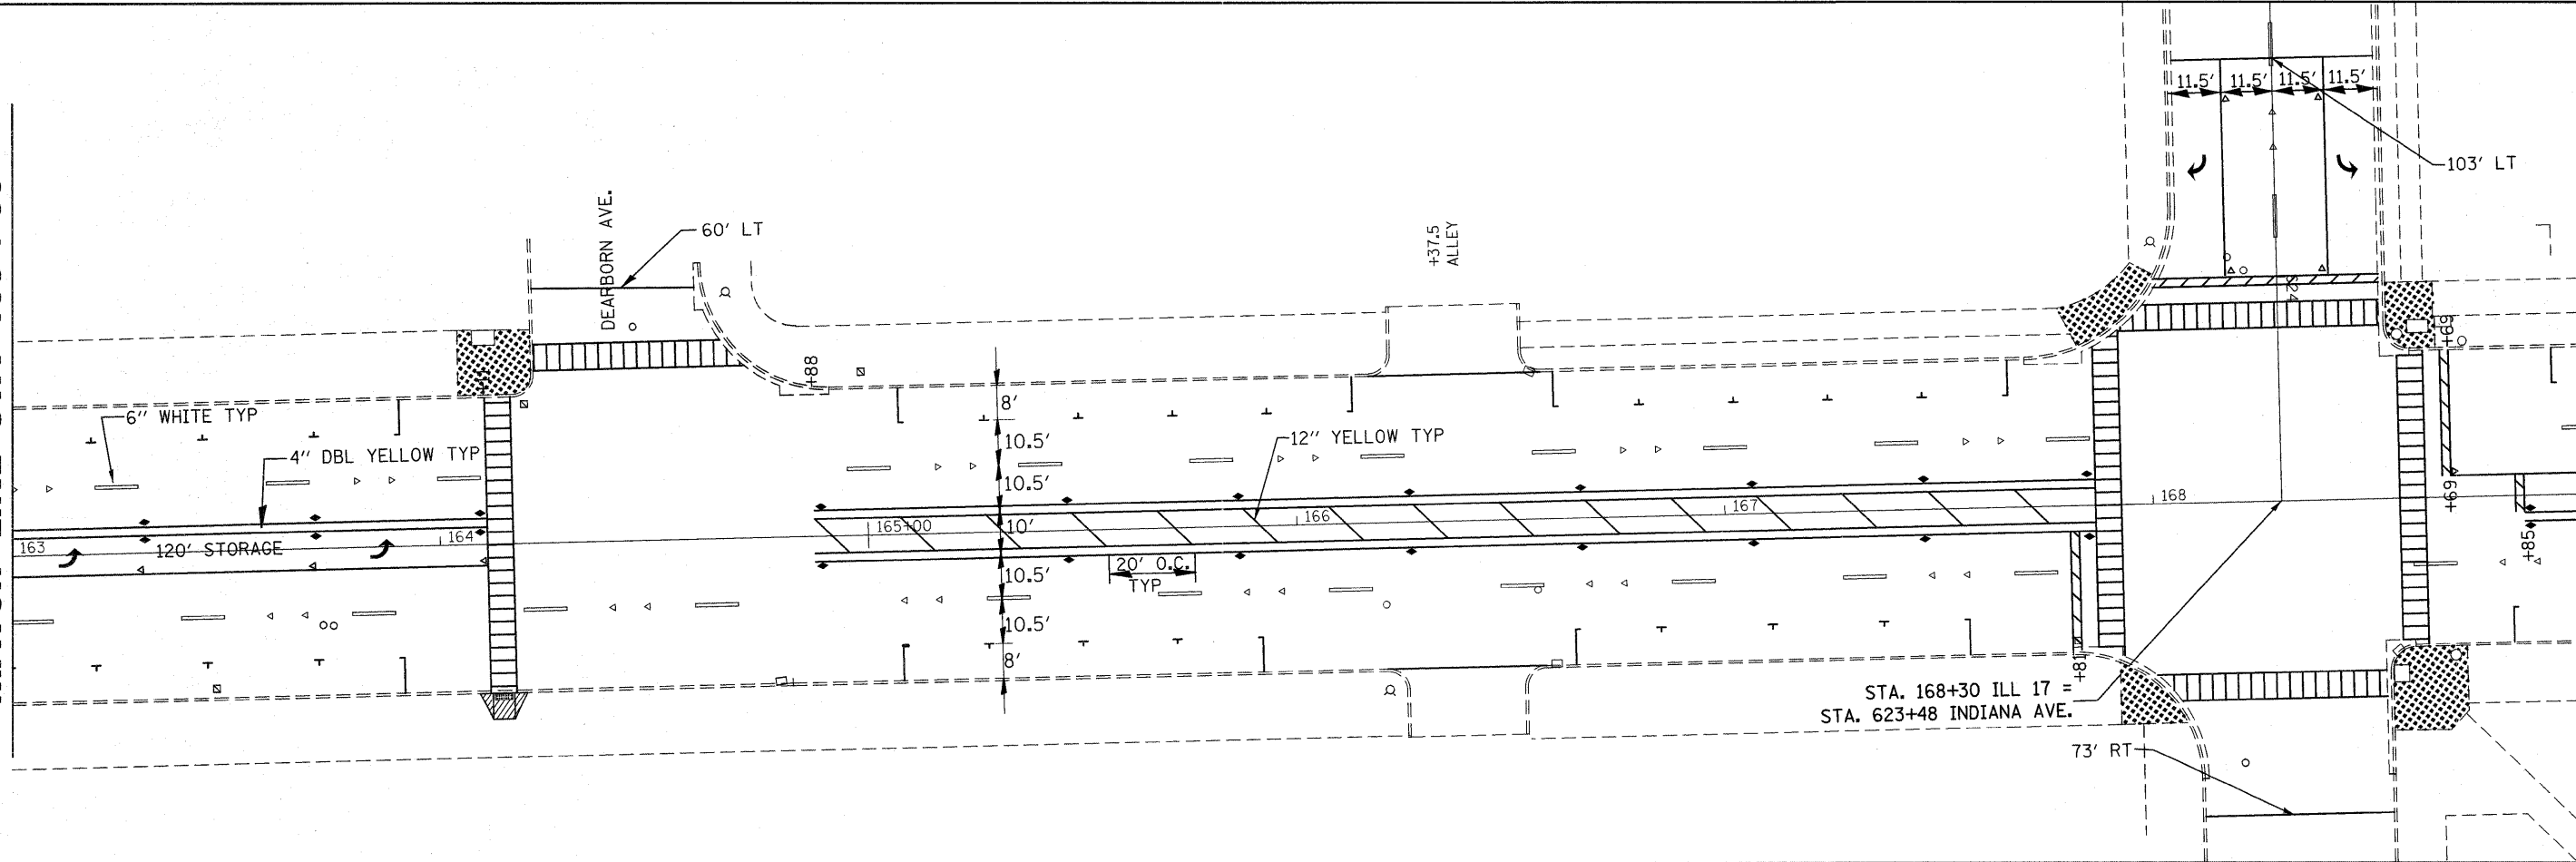 11.5' 11.5' 11.5' 11.5'
103' LT
DEARBORN AVE.
60' LT
+37.5
ALLEY
+88
+69
8'
6" WHITE TYP
10.5'
12" YELLOW TYP
4" DBL YELLOW TYP
10.5'
+69
168
167
166
165+00
10'
164
163
120' STORAGE
+85
20' O.C.
TYP
10.5'
10.5'
8'
+81
STA. 168+30 ILL 17 =
STA. 623+48 INDIANA AVE.
73' RT